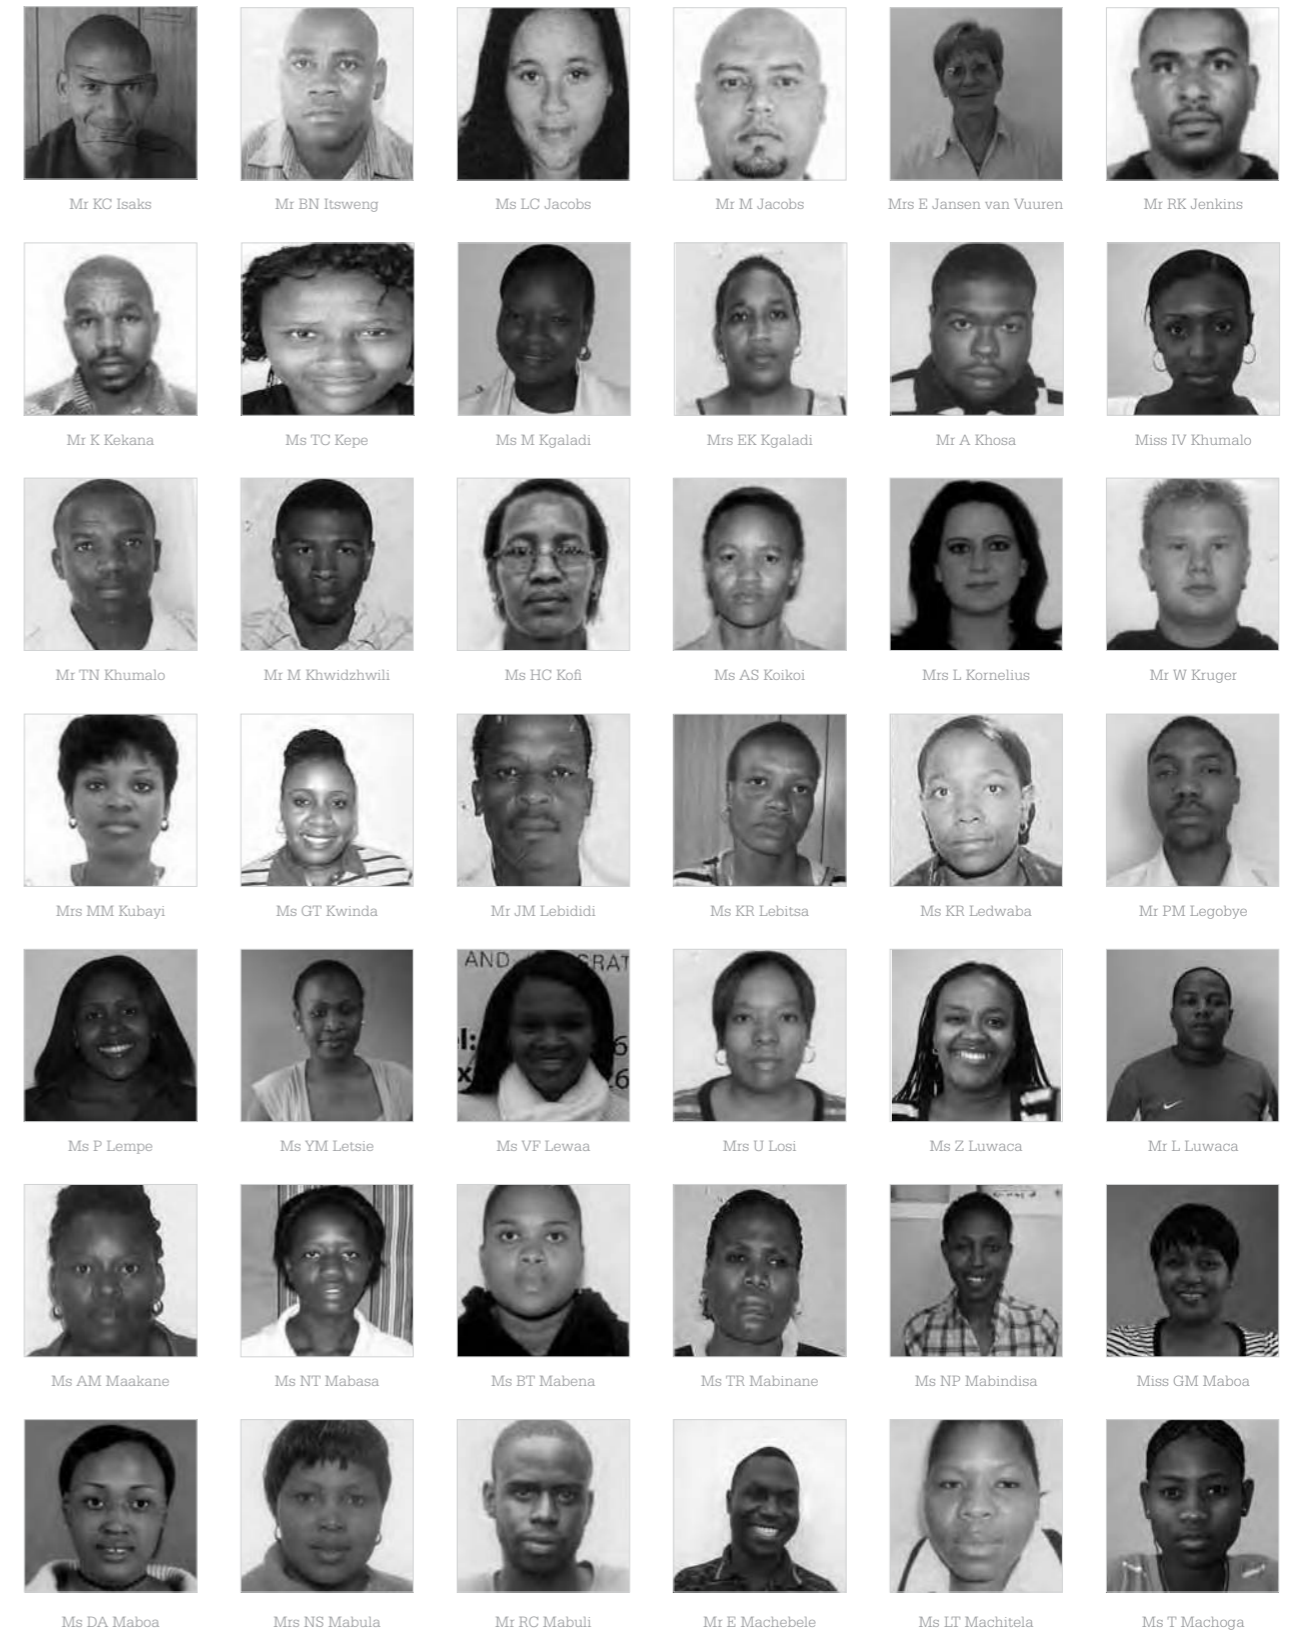 Mr KC Isaks
Mr BN Itsweng
Ms LC Jacobs
Mr M Jacobs
Mrs E Jansen van Vuuren
Mr RK Jenkins
Mr K Kekana
Ms TC Kepe
Ms M Kgaladi
Mrs EK Kgaladi
Mr A Khosa
Miss IV Khumalo
Mr TN Khumalo
Mr M Khwidzhwili
Ms HC Kofi
Ms AS Koikoi
Mrs L Kornelius
Mr W Kruger
Mrs MM Kubayi
Ms GT Kwinda
Mr JM Lebididi
Ms KR Lebitsa
Ms KR Ledwaba
Mr PM Legobye
AND
Ms P Lempe
Ms YM Letsie
Ms VF Lewaa
Mrs U Losi
Ms Z Luwaca
Mr L Luwaca
Ms AM Maakane
Ms NT Mabasa
Ms BT Mabena
Ms TR Mabinane
Ms NP Mabindisa
Miss GM Maboa
Ms DA Maboa
Mrs NS Mabula
Mr RC Mabuli
Mr E Machebele
Ms LT Machitela
Ms T Machoga